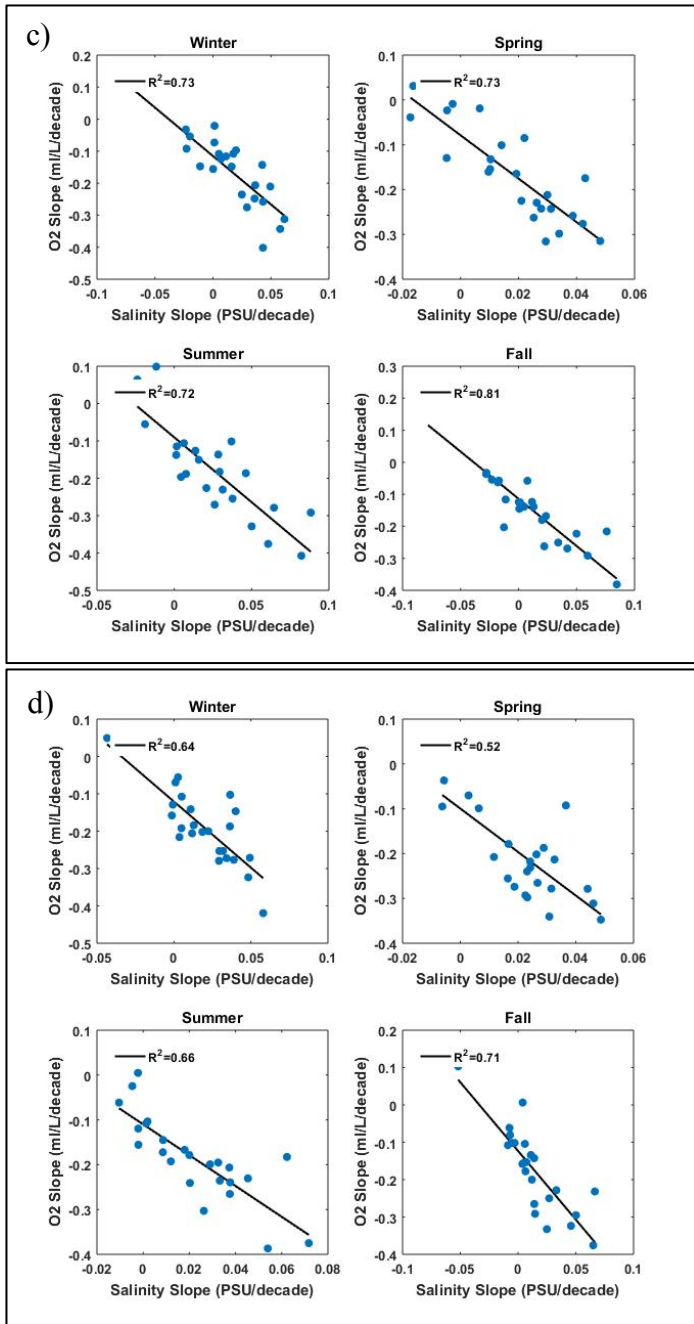 c)
Winter
Spring
0.2
0.1
0
-0.1
-0.2
-0.3
-0.4
-0.5
O2 Slope (ml/L/decade)
R²=0.73
-0.1 -0.05 0 0.05 0.1
Salinity Slope (PSU/decade)
0.1
0
-0.1
-0.2
-0.3
-0.4
O2 Slope (ml/L/decade)
R²=0.73
-0.02 0 0.02 0.04 0.06
Salinity Slope (PSU/decade)
Summer
Fall
0.1
0
-0.1
-0.2
-0.3
-0.4
-0.5
O2 Slope (ml/L/decade)
R²=0.72
-0.05 0 0.05 0.1
Salinity Slope (PSU/decade)
0.3
0.2
0.1
0
-0.1
-0.2
-0.3
-0.4
O2 Slope (ml/L/decade)
R²=0.81
-0.1 -0.05 0 0.05 0.1
Salinity Slope (PSU/decade)
d)
Winter
Spring
0.1
0
-0.1
-0.2
-0.3
-0.4
-0.5
O2 Slope (ml/L/decade)
R²=0.64
-0.05 0 0.05 0.1
Salinity Slope (PSU/decade)
0.1
0
-0.1
-0.2
-0.3
-0.4
O2 Slope (ml/L/decade)
R²=0.52
-0.02 0 0.02 0.04 0.06
Salinity Slope (PSU/decade)
Summer
Fall
0.1
0
-0.1
-0.2
-0.3
-0.4
O2 Slope (ml/L/decade)
R²=0.66
-0.02 0 0.02 0.04 0.06 0.08
Salinity Slope (PSU/decade)
0.2
0.1
0
-0.1
-0.2
-0.3
-0.4
O2 Slope (ml/L/decade)
R²=0.71
-0.1 -0.05 0 0.05 0.1
Salinity Slope (PSU/decade)